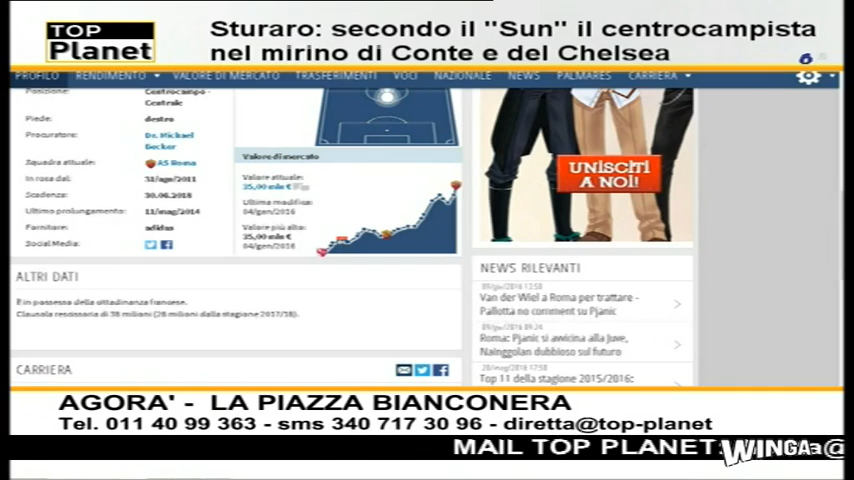 TOP
Planet
Sturaro: secondo il "Sun" il centrocampista
nel mirino di Conte e del Chelsea
PROFILO RENDIMENTO VALORE DI MERCATO TRASFERIMENTI VOCI NAZIONALE NEWS PALMARES CARRIERA
Posizione: Centrocampo -
Centrale
Piede: destro
Procuratore: Dr. Michael
Becker
Squadra attuale: AS Roma
In rosa dal: 31/ago/2011
Scadenza: 30.06.2018
Ultimo prolungamento: 11/mag/2014
Fornitore: adidas
Social Media:
Valore di mercato
Valore attuale:
35,00 mln €
Ultima modifica:
04/gen/2016
Valore più alto:
35,00 mln €
04/gen/2016
UNISCITI
A NOI!
ALTRI DATI
È in possesso della cittadinanza francese.
Clausola rescissoria di 38 milioni (28 milioni dalla stagione 2017/18).
CARRIERA
NEWS RILEVANTI
Van der Wiel a Roma per trattare -
Pallotta no comment su Pjanic
Roma: Pjanic si avvicina alla Juve,
Nainggolan dubbioso sul futuro
Top 11 della stagione 2015/2016:
AGORA' - LA PIAZZA BIANCONERA
Tel. 011 40 99 363 - sms 340 717 30 96 - diretta@top-planet
MAIL TOP PLANET:
WINGA